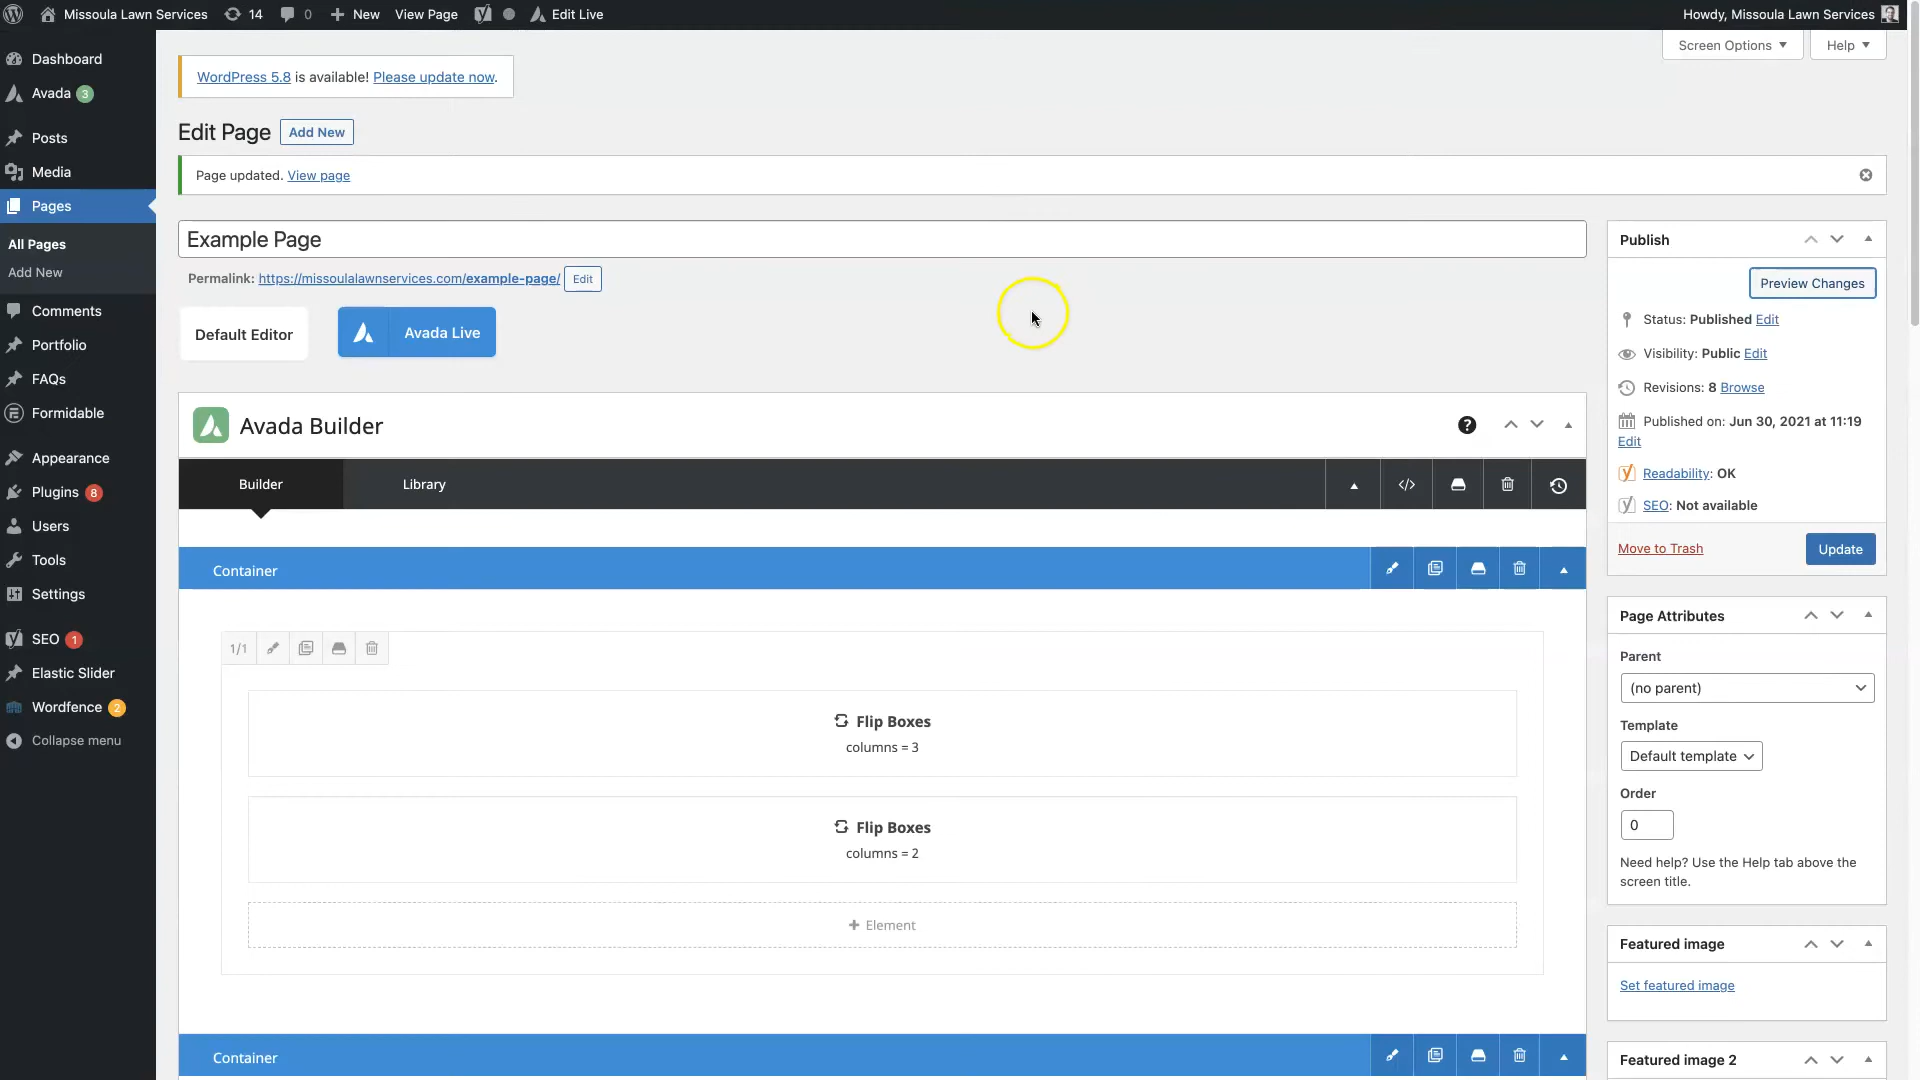 Missoula Lawn Services 14 0 New View Page Edit Live Howdy, Missoula Lawn Services
Screen Options Help
Dashboard
Avada 3
Posts
Media
Pages
All Pages
Add New
Comments
Portfolio
FAQs
Formidable
Appearance
Plugins 8
Users
Tools
Settings
SEO 1
Elastic Slider
Wordfence 2
Collapse menu
WordPress 5.8 is available! Please update now.
Edit Page Add New
Page updated. View page
Example Page
Permalink: https://missoulalawnservices.com/example-page/ Edit
Default Editor Avada Live
Avada Builder
Builder Library
Container
1/1
Flip Boxes
columns = 3
Flip Boxes
columns = 2
+ Element
Container
Publish
Preview Changes
Status: Published Edit
Visibility: Public Edit
Revisions: 8 Browse
Published on: Jun 30, 2021 at 11:19
Edit
Readability: OK
SEO: Not available
Move to Trash Update
Page Attributes
Parent
(no parent)
Template
Default template
Order
0
Need help? Use the Help tab above the
screen title.
Featured image
Set featured image
Featured image 2